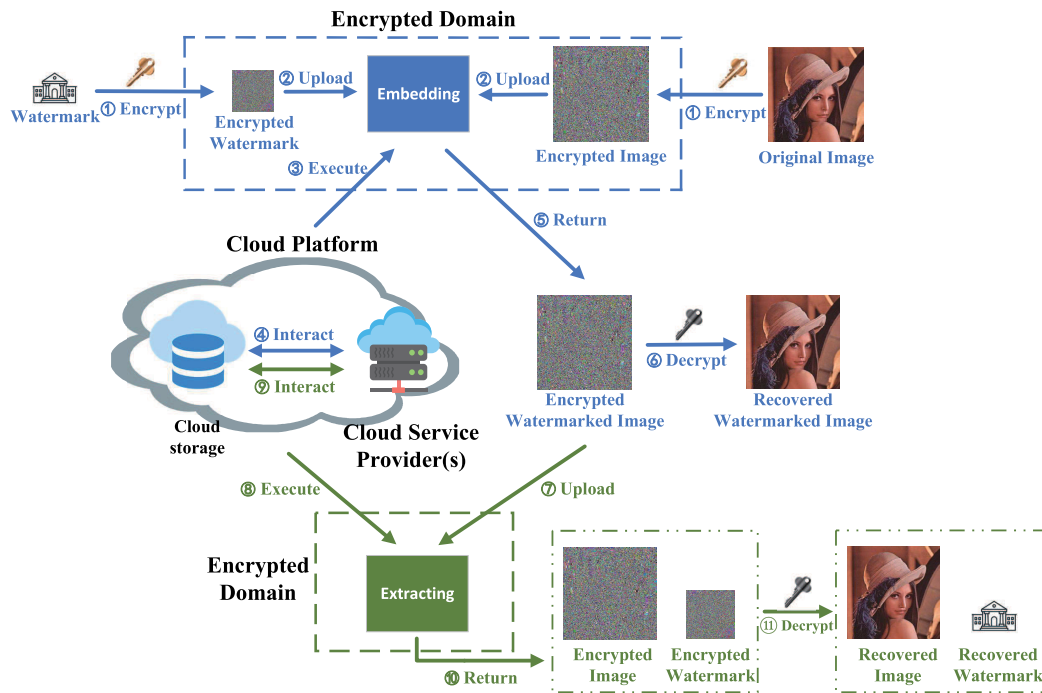 Encrypted Domain
② Upload
② Upload
Embedding
① Encrypt
① Encrypt
Watermark
Encrypted
Watermark
Encrypted Image
Original Image
③ Execute
⑤ Return
Cloud Platform
④ Interact
⑨ Interact
⑥ Decrypt
Cloud
storage
Cloud Service
Provider(s)
Encrypted
Watermarked Image
Recovered
Watermarked Image
⑧ Execute
⑦ Upload
Encrypted
Domain
Extracting
⑪ Decrypt
⑩ Return
Encrypted
Image
Encrypted
Watermark
Recovered
Image
Recovered
Watermark